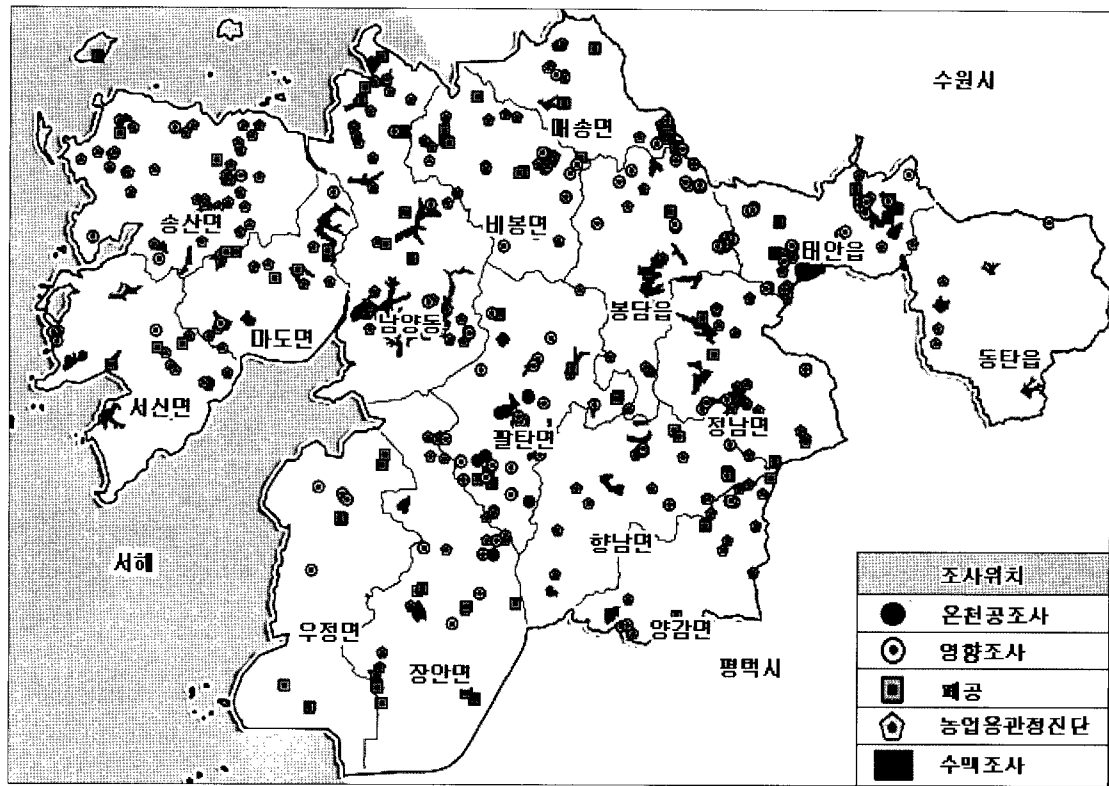 수원시
매송면
송산면
비봉면
태안읍
봉담읍
남양동
마도면
동탄읍
서신면
팔탄면
정남면
향남면
서해
조사위치
온천공조사
우정면
양감면
영향조사
장안면
평택시
폐공
농업용관정진단
수맥조사